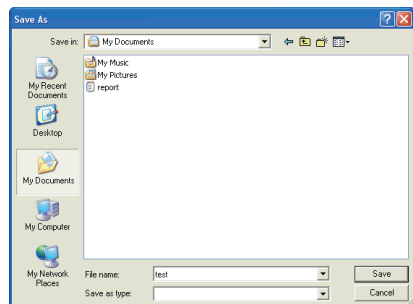 Save As
Save in: My Documents
My Recent
Documents
Desktop
My Documents
My Computer
My Network
Places
My Music
My Pictures
report
File name: test Save
Save as type: Cancel